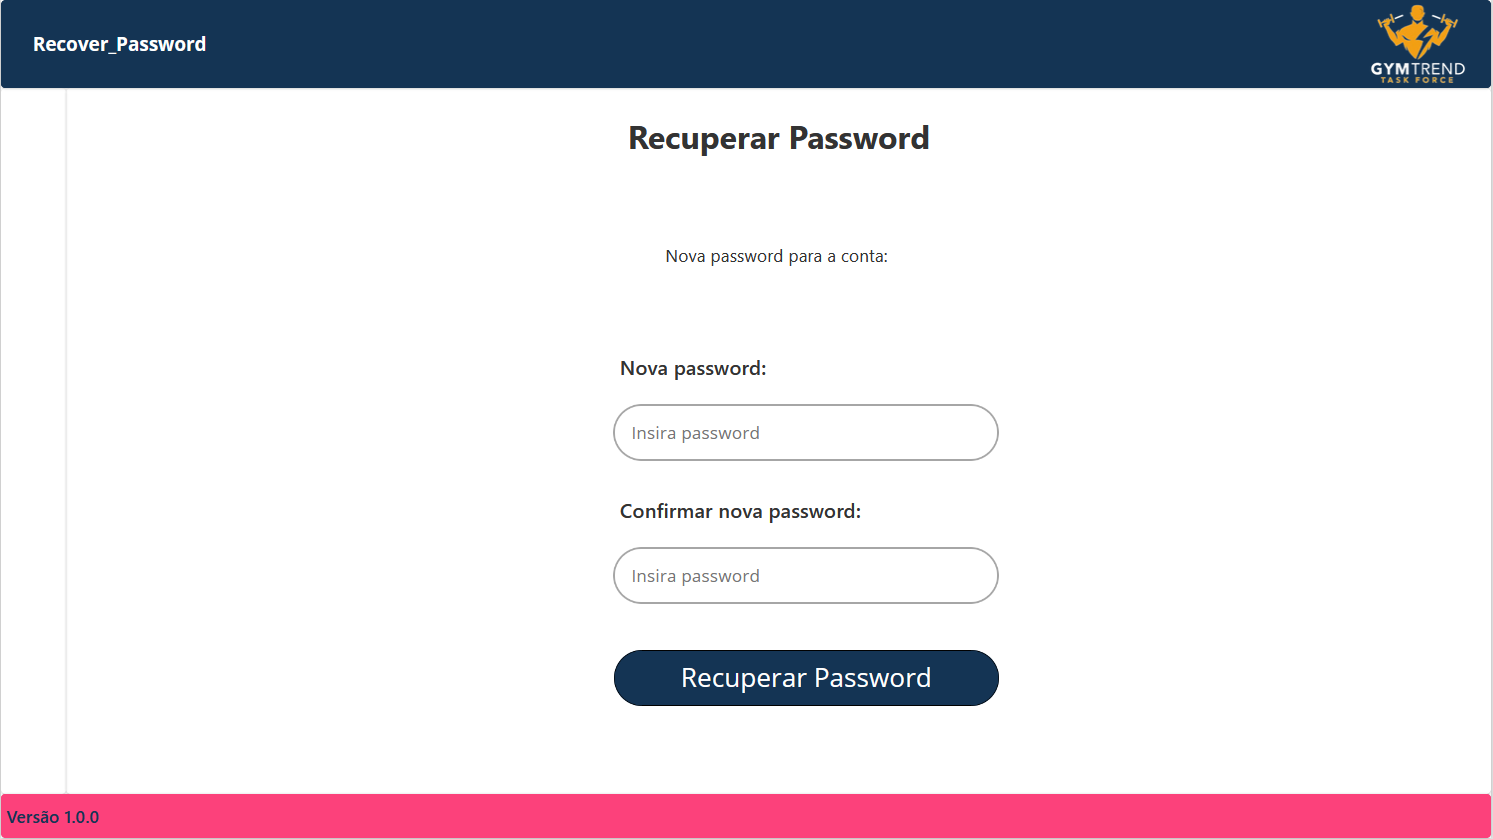 Recover_Password
GYMTREND
TASK FORCE
Recuperar Password
Nova password para a conta:
Nova password:
Insira password
Confirmar nova password:
Insira password
Recuperar Password
Versão 1.0.0